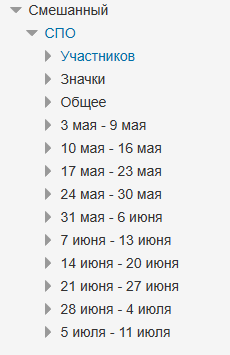 Смешанный
СПО
Участников
Значки
Общее
3 мая - 9 мая
10 мая - 16 мая
17 мая - 23 мая
24 мая - 30 мая
31 мая - 6 июня
7 июня - 13 июня
14 июня - 20 июня
21 июня - 27 июня
28 июня - 4 июля
5 июля - 11 июля